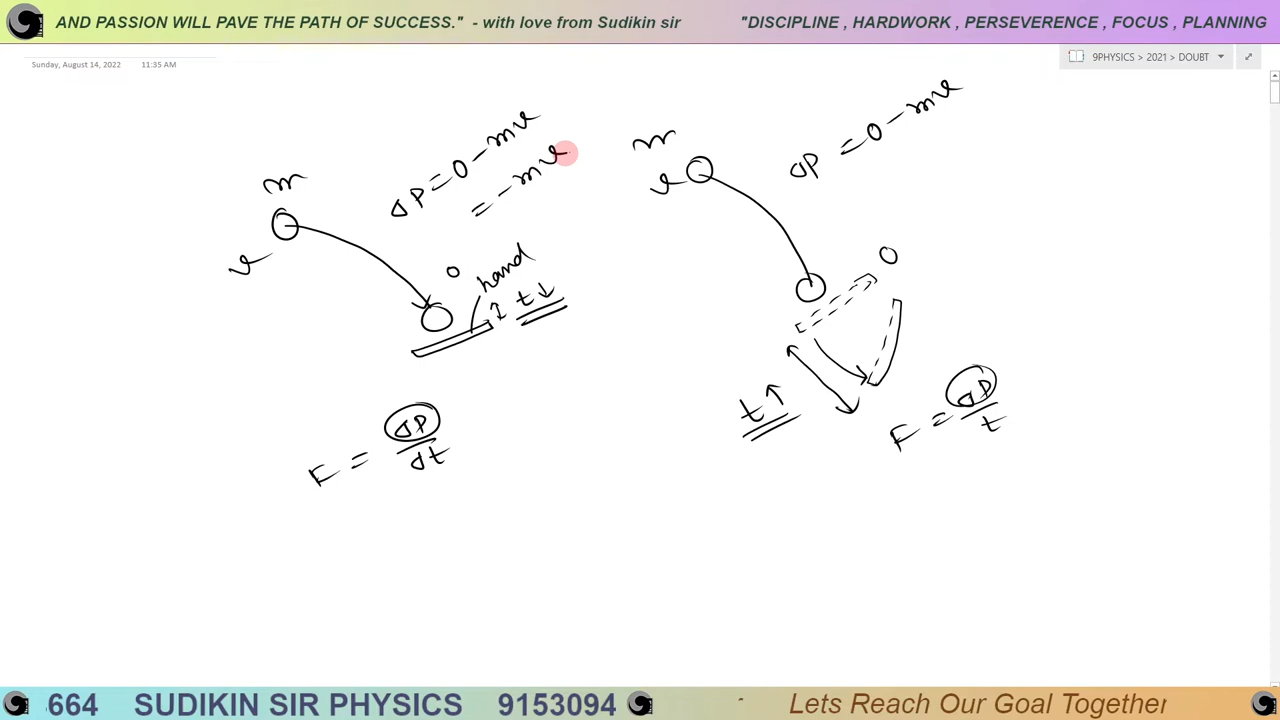 AND PASSION WILL PAVE THE PATH OF SUCCESS." - with love from Sudikin sir "DISCIPLINE , HARDWORK , PERSEVERENCE , FOCUS , PLANNING
Sunday, August 14, 2022 11:35 AM
9PHYSICS > 2021 > DOUBT
m
v
ΔP = 0 - mv
= - mv
0
hand
t↓
F = ΔP/Δt
m
v
ΔP = 0 - mv
0
t↑
F = ΔP/t
664 SUDIKIN SIR PHYSICS 9153094 - Lets Reach Our Goal Together